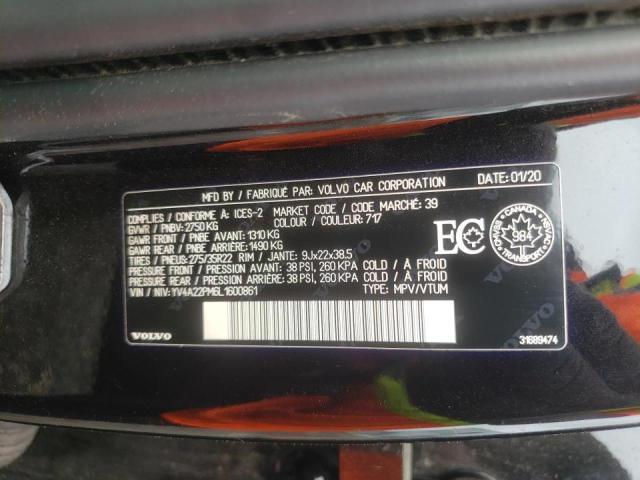 MFD BY / FABRIQUÉ PAR: VOLVO CAR CORPORATION DATE: 01/20
COMPLIES / CONFORME A: ICES-2 MARKET CODE / CODE MARCHÉ: 39
GVWR / PNBV: 2750 KG COLOUR / COULEUR: 717
GAWR FRONT / PNBE AVANT: 1310 KG
GAWR REAR / PNBE ARRIÈRE: 1490 KG
TIRES / PNEUS: 275/35R22 RIM / JANTE: 9Jx22x38.5
PRESSURE FRONT / PRESSION AVANT: 38 PSI, 260 KPA COLD / À FROID
PRESSURE REAR / PRESSION ARRIÈRE: 38 PSI, 260 KPA COLD / À FROID
VIN / NIV: YV4A22PM6L1600861 TYPE: MPV/VTUM
EC
CANADA
984
VOLVO
31689474
VOLVO